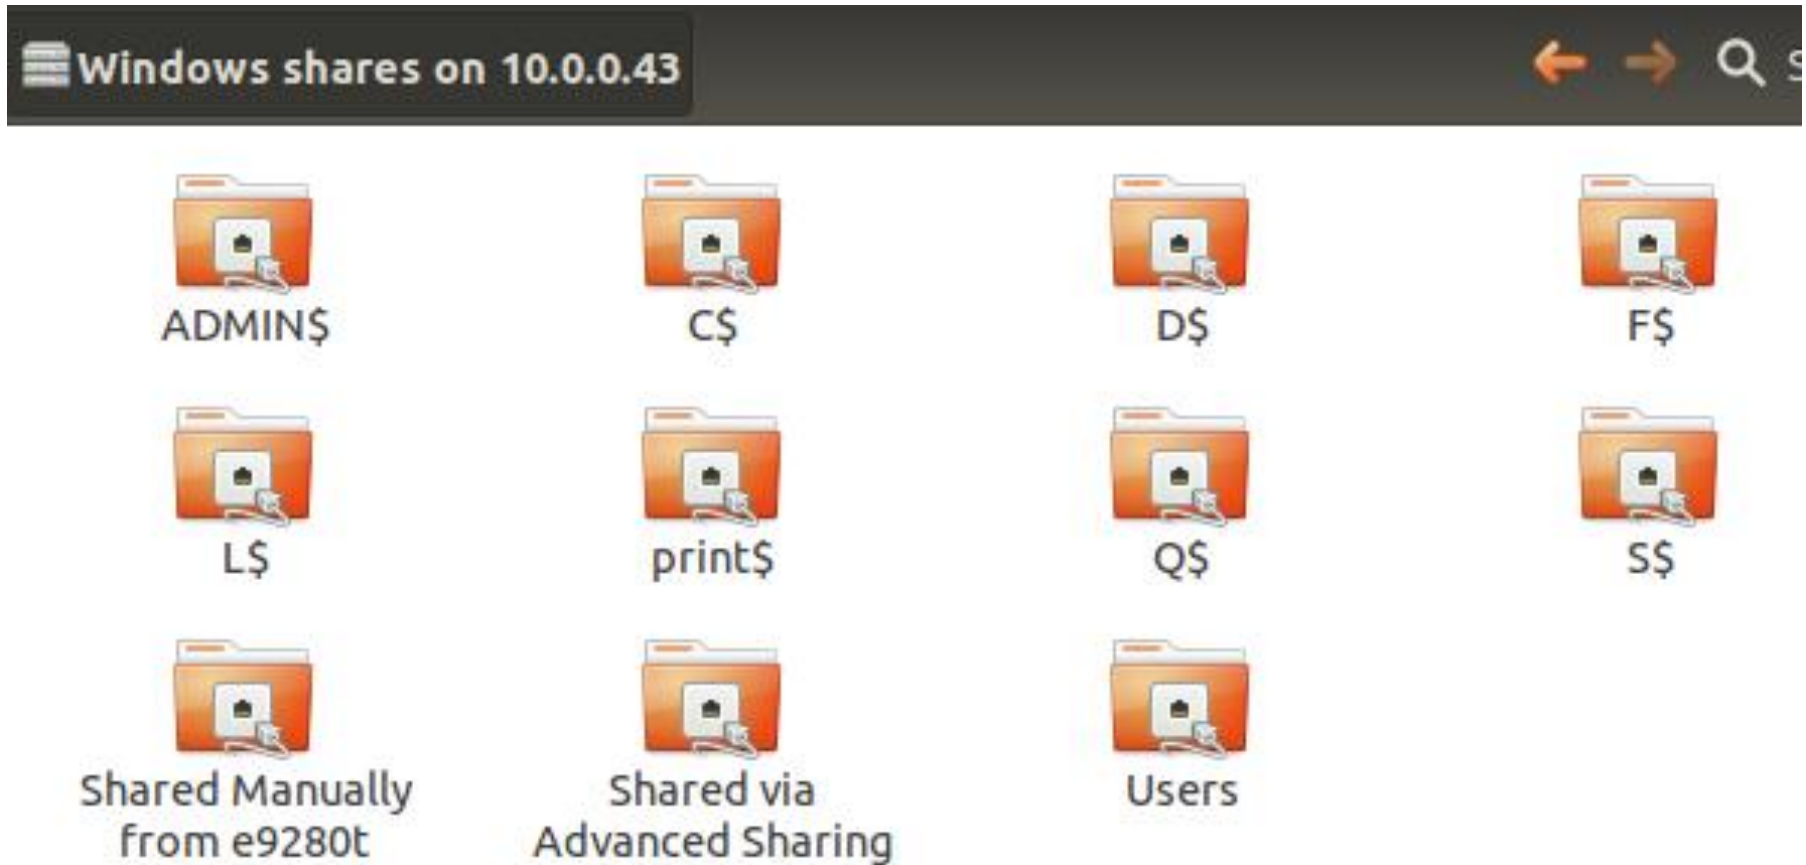 Windows shares on 10.0.0.43
S
ADMIN$
C$
D$
F$
L$
print$
Q$
S$
Shared Manually
from e9280t
Shared via
Advanced Sharing
Users